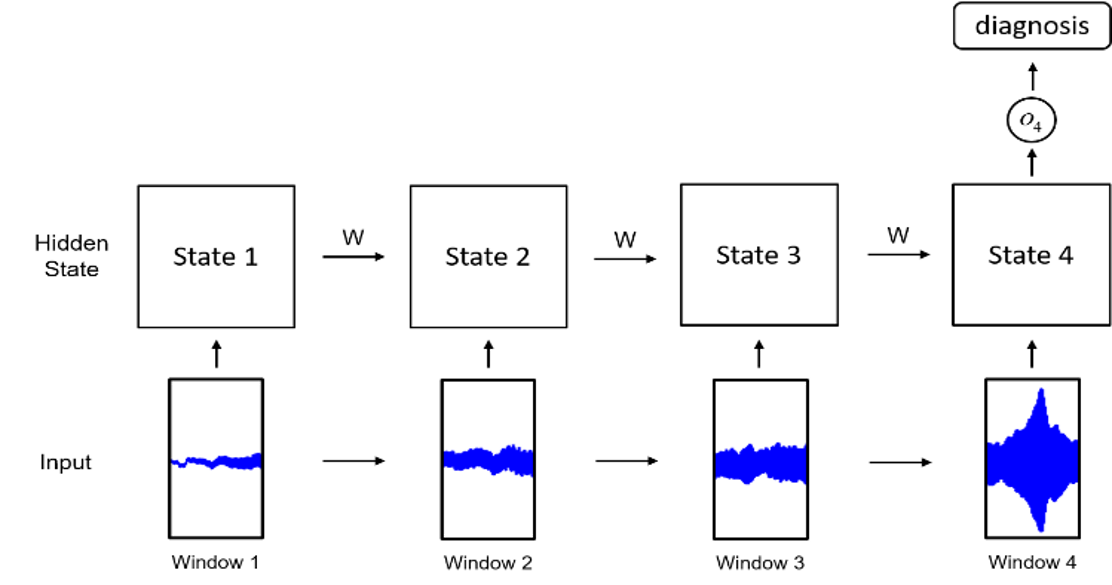 diagnosis
o₄
W
W
W
Hidden
State
State 1
State 2
State 3
State 4
Input
Window 1
Window 2
Window 3
Window 4